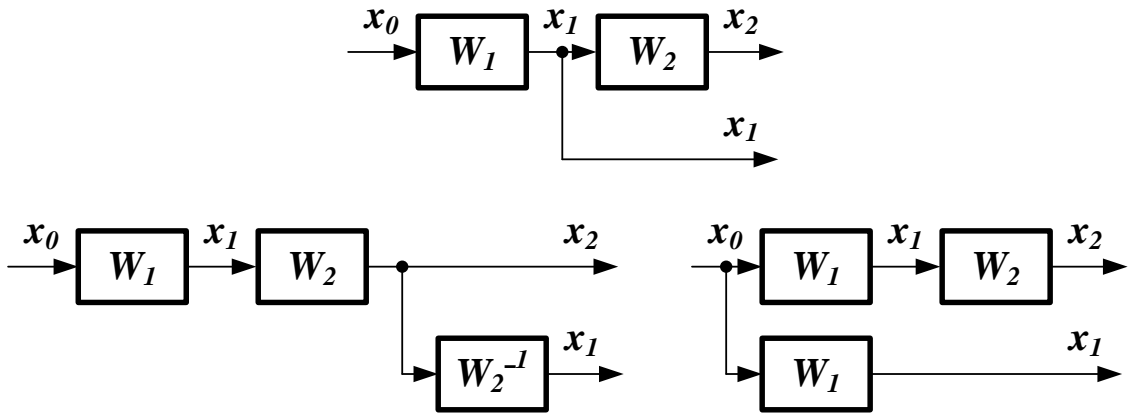 x₀ W₁ x₁ W₂ x₂
x₁
x₀ W₁ x₁ W₂ x₂
W₂⁻¹ x₁
x₀ W₁ x₁ W₂ x₂
W₁ x₁